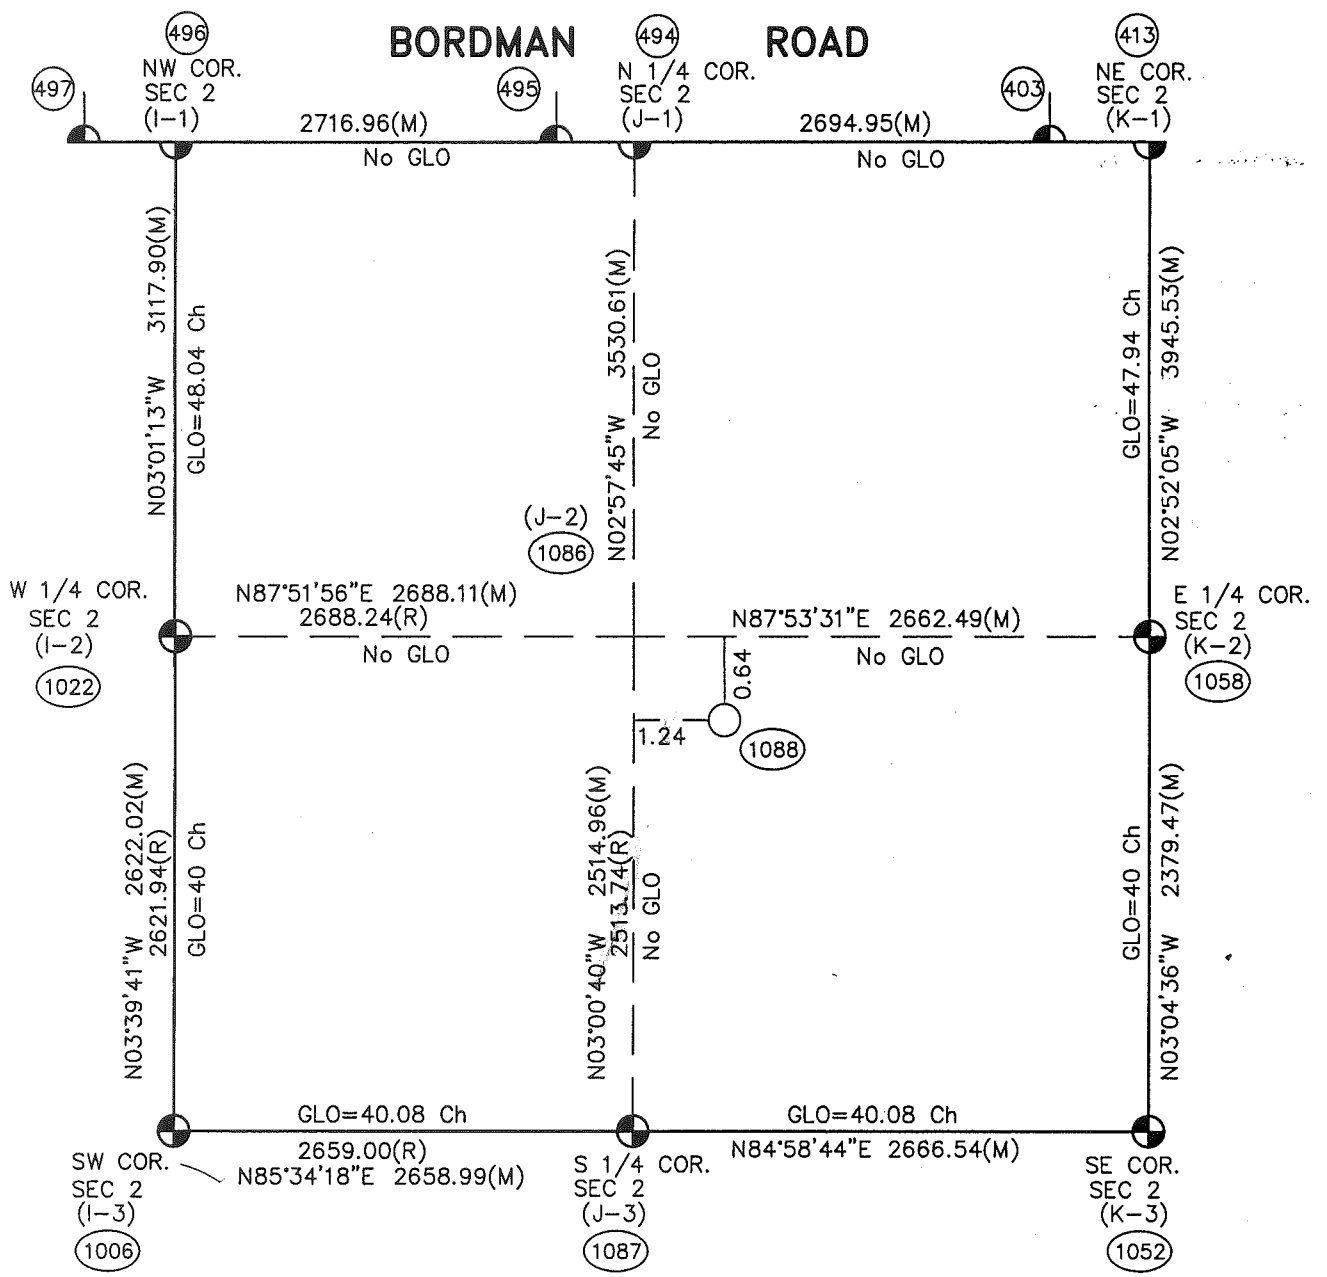 BORDMAN ROAD
496
NW COR.
SEC 2
(I-1)
497
495
494
N 1/4 COR.
SEC 2
(J-1)
403
413
NE COR.
SEC 2
(K-1)
2716.96(M)
No GLO
2694.95(M)
No GLO
N03°01'13"W 3117.90(M)
GLO=48.04 Ch
N02°57'45"W 3530.61(M)
No GLO
GLO=47.94 Ch
N02°52'05"W 3945.53(M)
(J-2)
1086
W 1/4 COR.
SEC 2
(I-2)
1022
N87°51'56"E 2688.11(M)
2688.24(R)
No GLO
N87°53'31"E 2662.49(M)
No GLO
E 1/4 COR.
SEC 2
(K-2)
1058
0.64
1.24
1088
N03°39'41"W 2622.02(M)
2621.94(R)
GLO=40 Ch
N03°00'40"W 2514.96(M)
2513.74(R)
No GLO
GLO=40 Ch
N03°04'36"W 2379.47(M)
GLO=40.08 Ch
2659.00(R)
N85°34'18"E 2658.99(M)
GLO=40.08 Ch
N84°58'44"E 2666.54(M)
SW COR.
SEC 2
(I-3)
1006
S 1/4 COR.
SEC 2
(J-3)
1087
SE COR.
SEC 2
(K-3)
1052